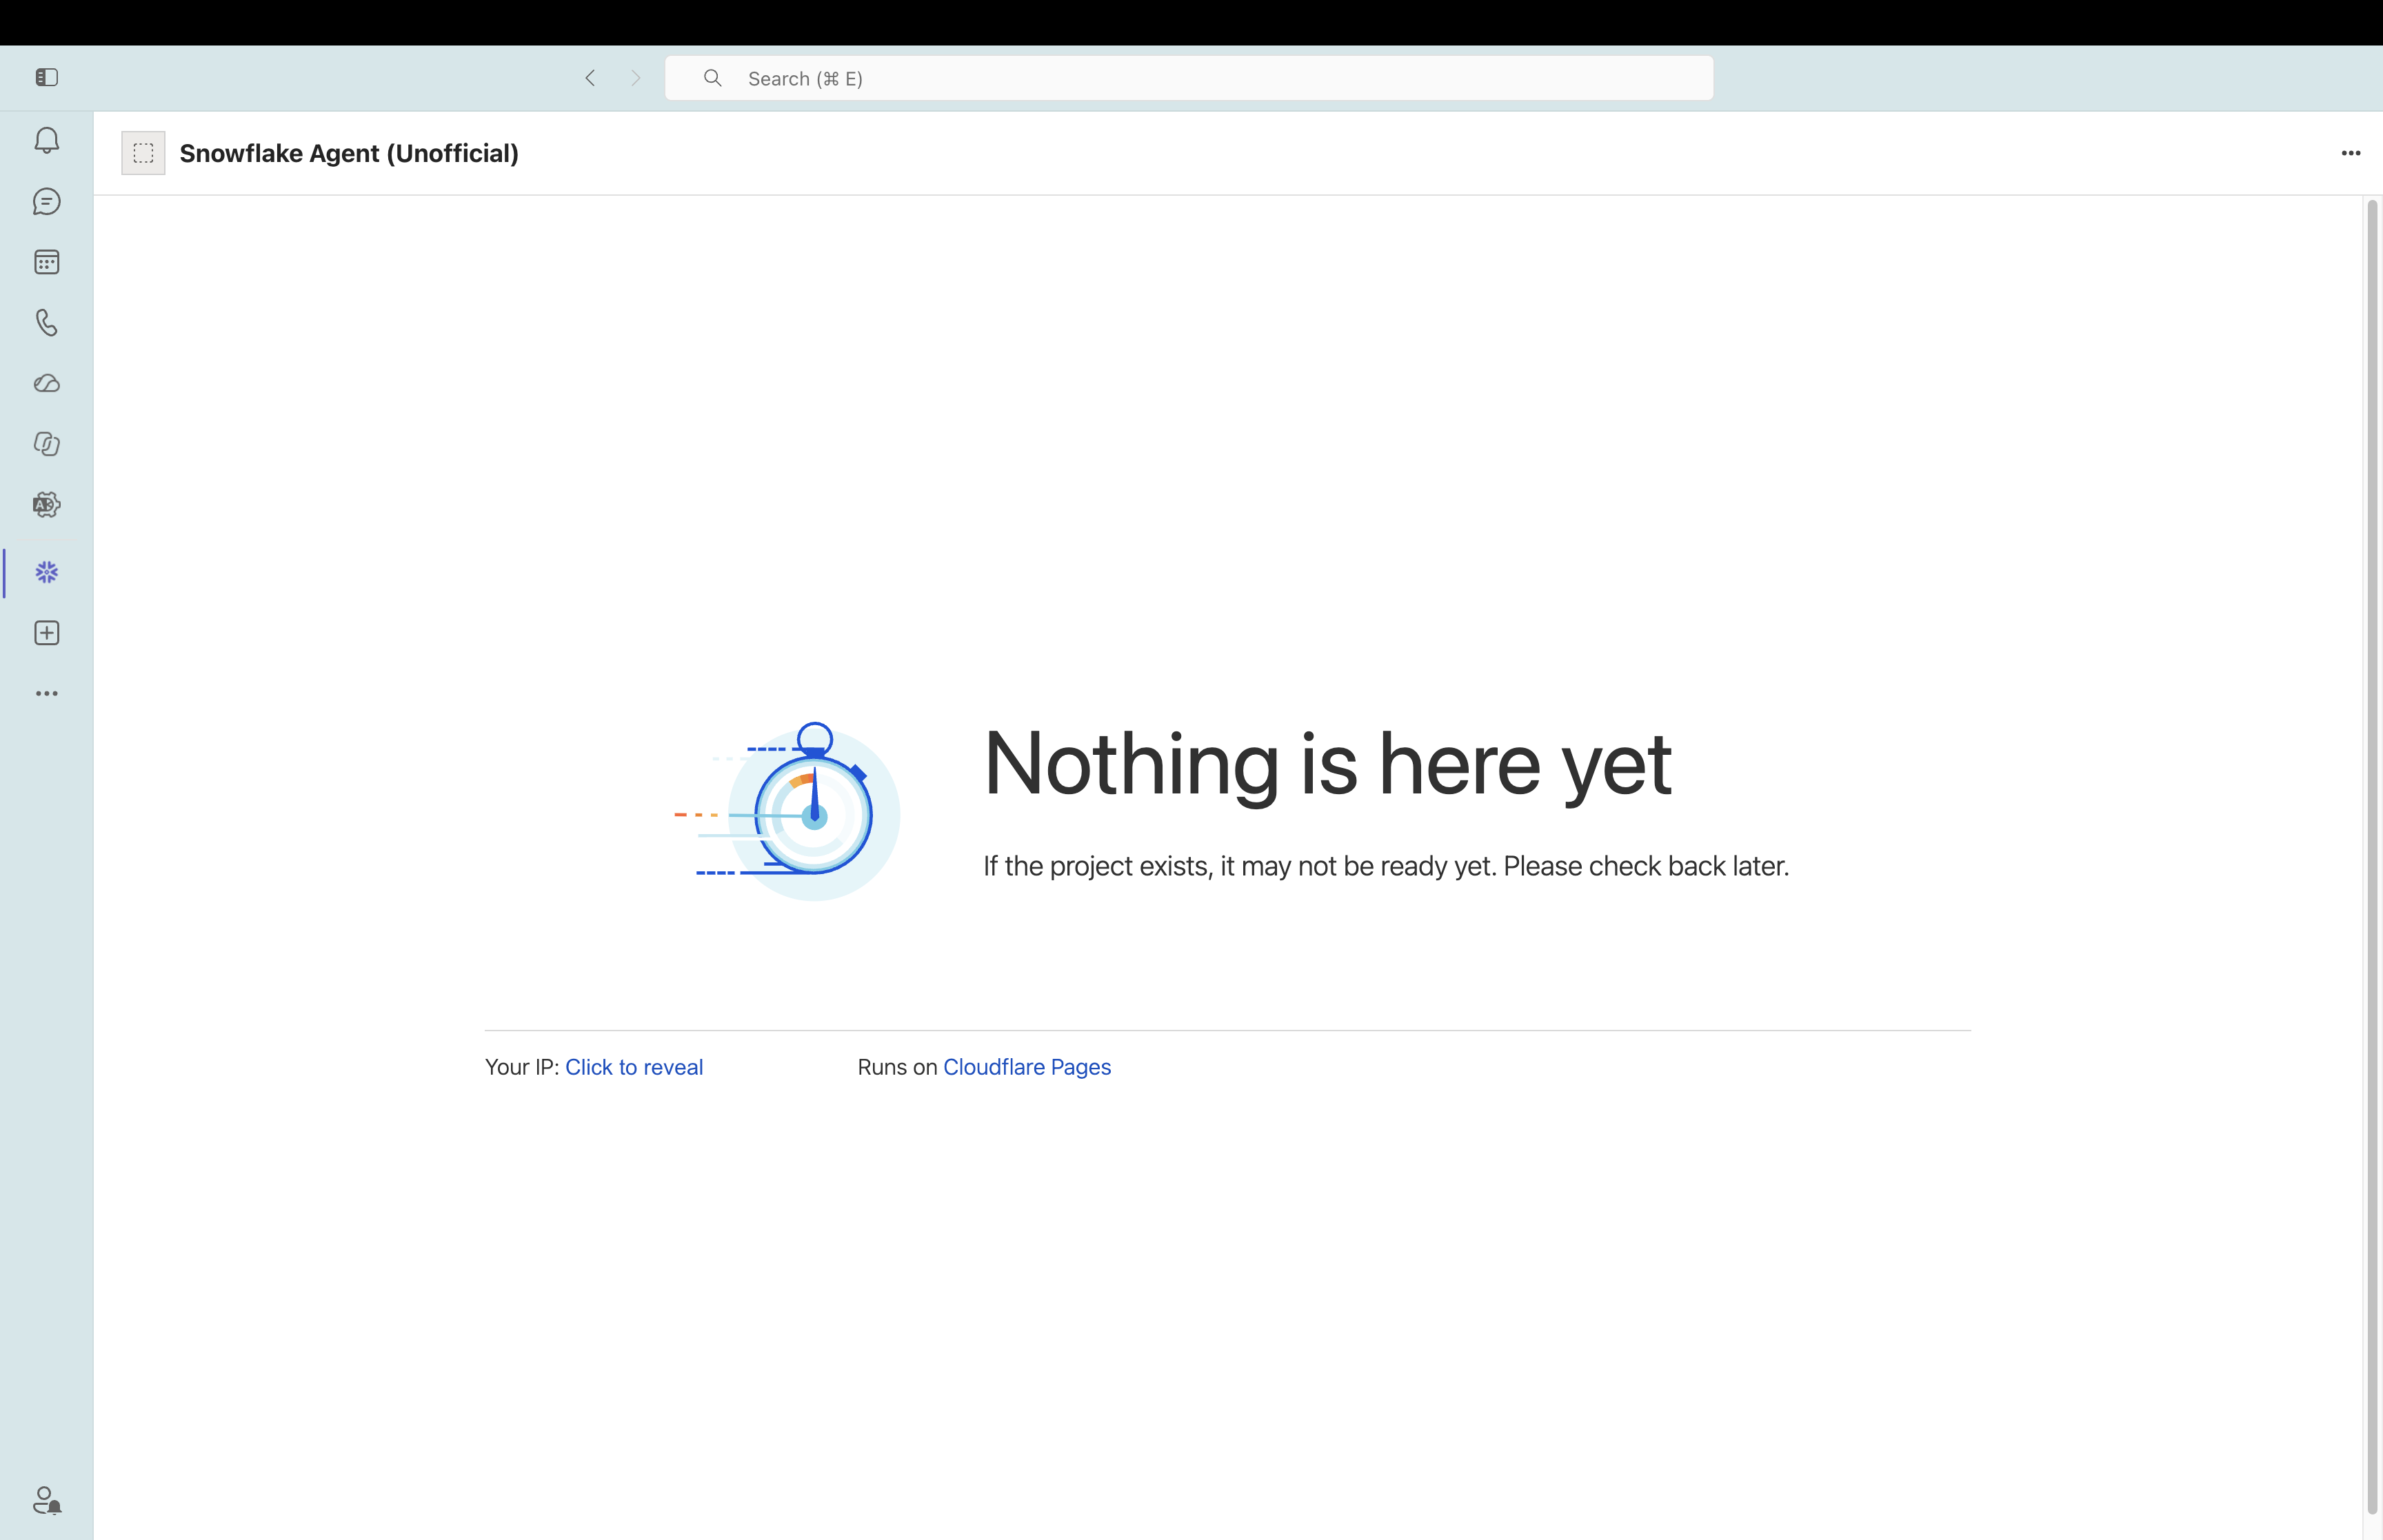 Search (⌘ E)
Snowflake Agent (Unofficial)
Nothing is here yet
If the project exists, it may not be ready yet. Please check back later.
Your IP: Click to reveal
Runs on Cloudflare Pages